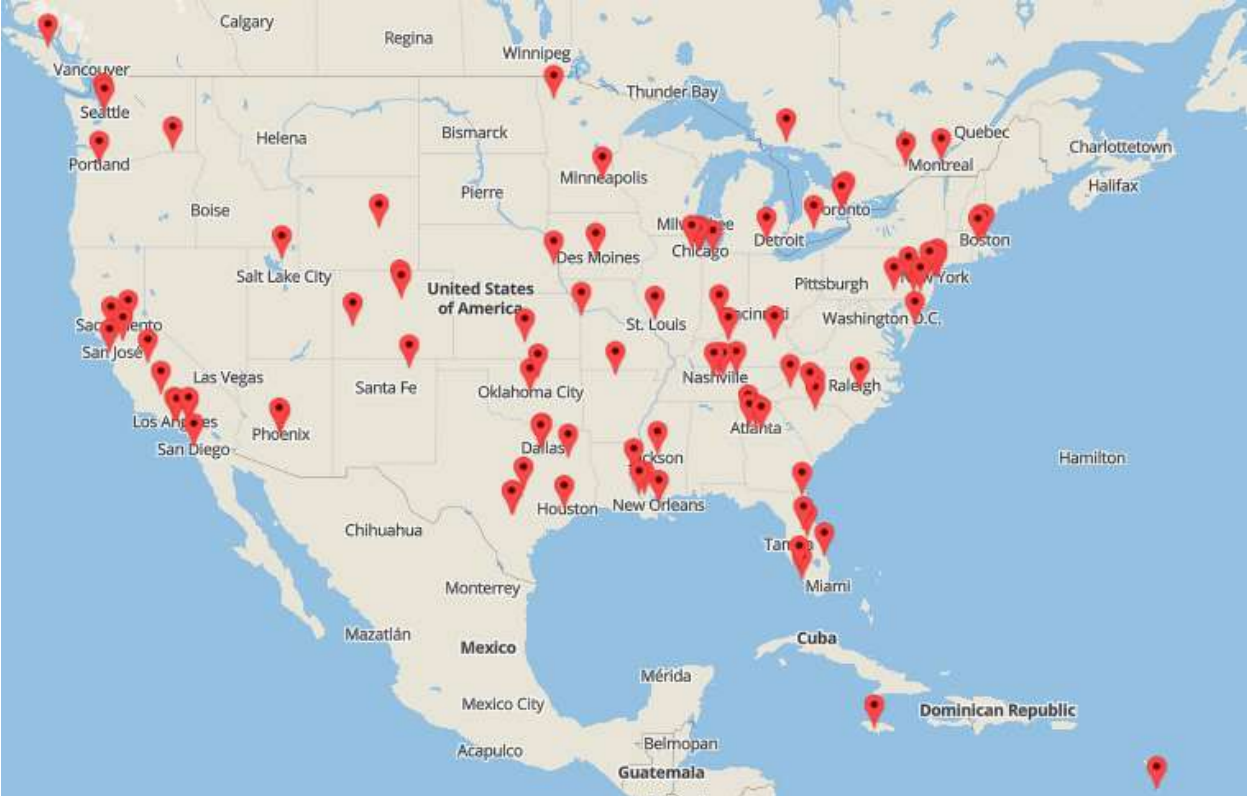 Calgary
Regina
Winnipeg
Vancouver
Seattle
Thunder Bay
Portland
Helena
Bismarck
Quebec
Montreal
Charlottetown
Halifax
Minneapolis
Pierre
Boise
Detroit
Boston
Salt Lake City
Des Moines
Chicago
United States
of America
Pittsburgh
St. Louis
Washington D.C.
San José
Las Vegas
Santa Fe
Oklahoma City
Nashville
Raleigh
Phoenix
San Diego
Dallas
Atlanta
Hamilton
Houston
New Orleans
Chihuahua
Miami
Monterrey
Mazatlán
Mexico
Cuba
Mérida
Mexico City
Dominican Republic
Acapulco
Belmopan
Guatemala